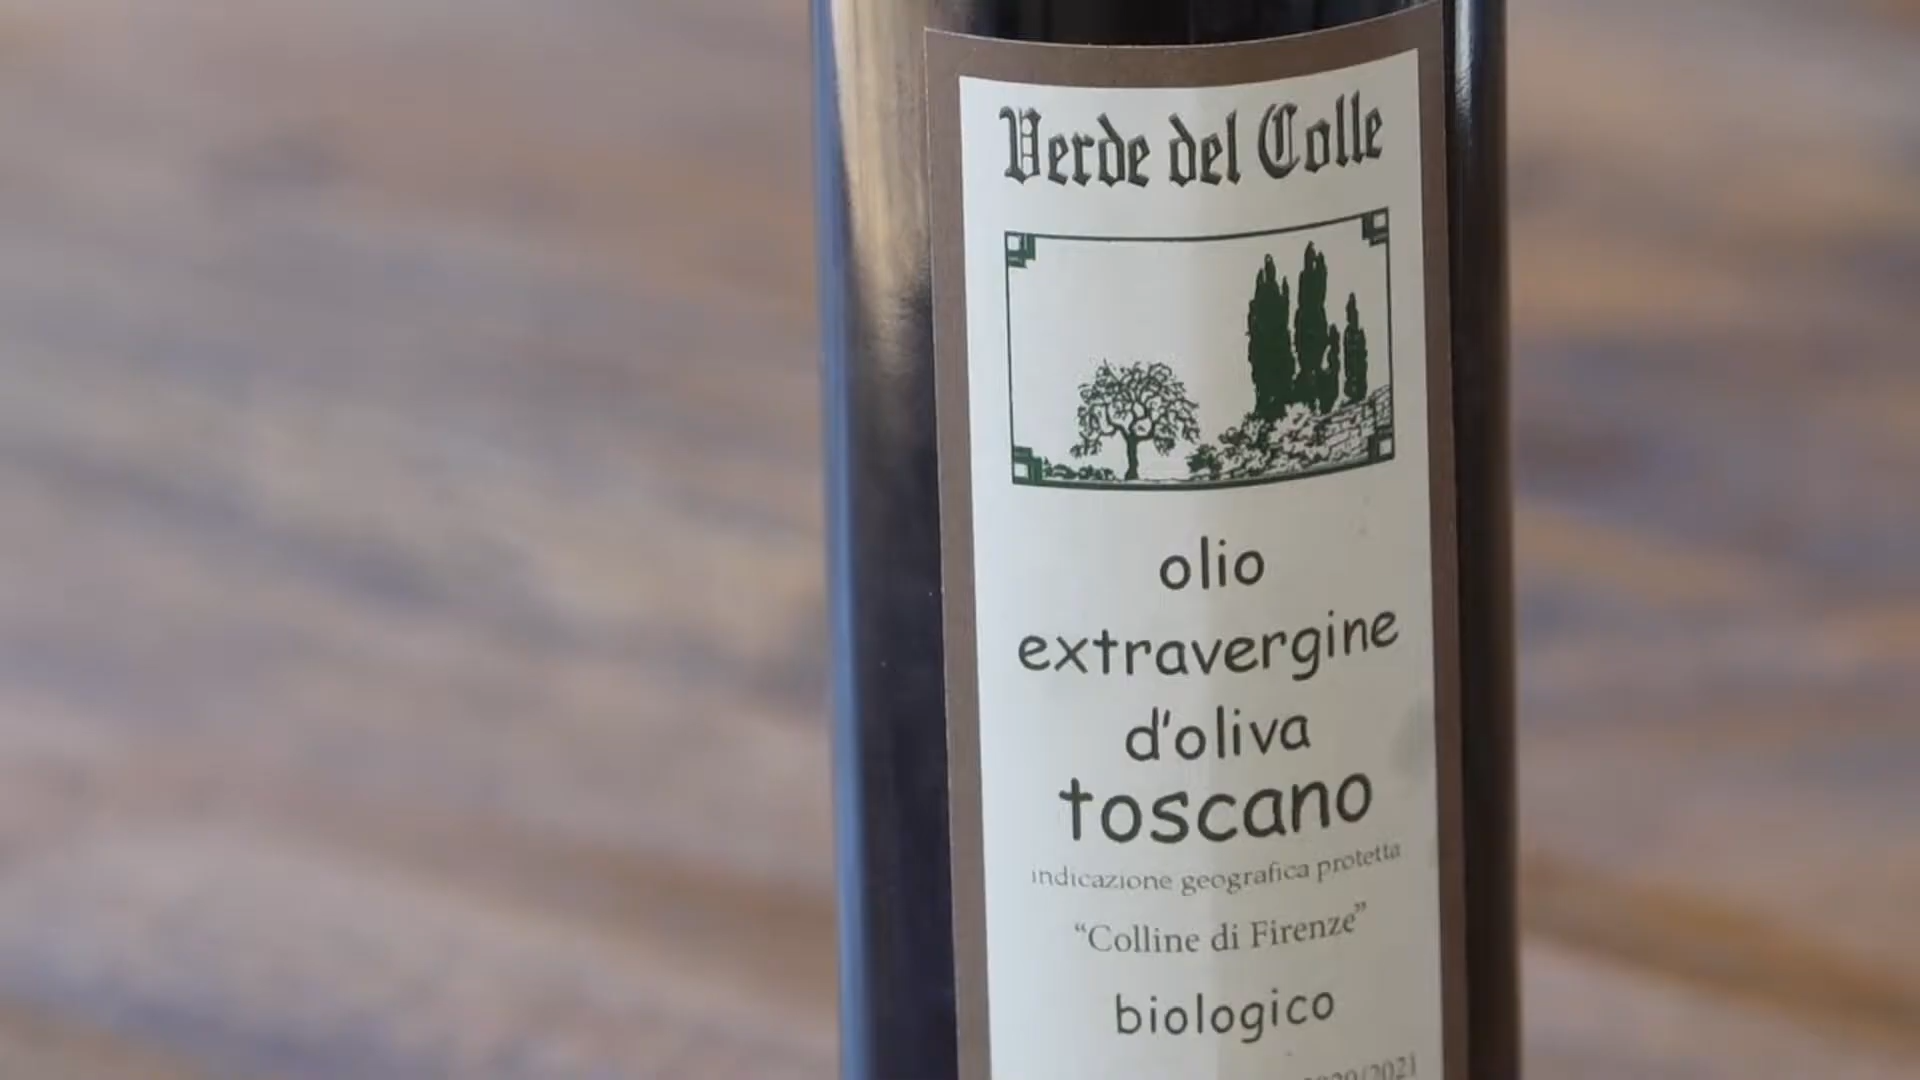 Verde del Colle
olio
extravergine
d'oliva
toscano
indicazione geografica protetta
“Colline di Firenze”
biologico